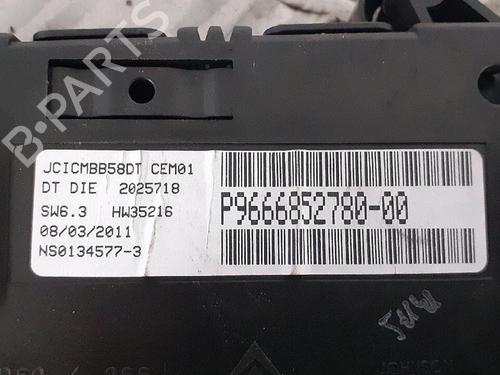 B-PARTS
JCICMBB58DT CEM01
DT DIE 2025718
SW6.3 HW35216
08/03/2011
NS0134577-3
P9666852780-00